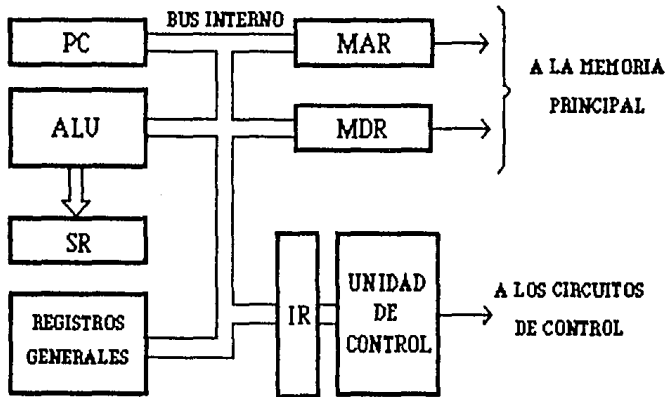 BUS INTERNO
PC
MAR
A LA MEMORIA
PRINCIPAL
ALU
MDR
SR
REGISTROS
GENERALES
IR
UNIDAD
DE
CONTROL
A LOS CIRCUITOS
DE CONTROL